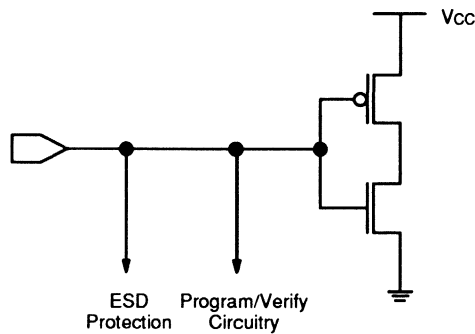 Vcc
ESD
Protection
Program/Verify
Circuitry